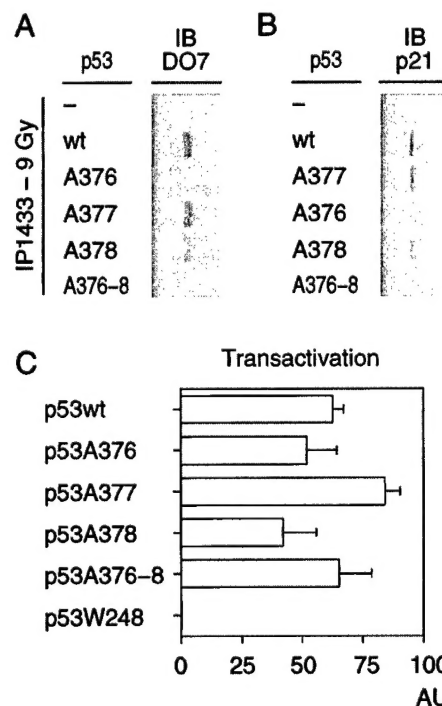 A
p53
IB
DO7
IP1433 – 9 Gy
–
wt
A376
A377
A378
A376–8
B
p53
IB
p21
–
wt
A377
A376
A378
A376–8
C
Transactivation
p53wt
p53A376
p53A377
p53A378
p53A376–8
p53W248
0 25 50 75 100
AU